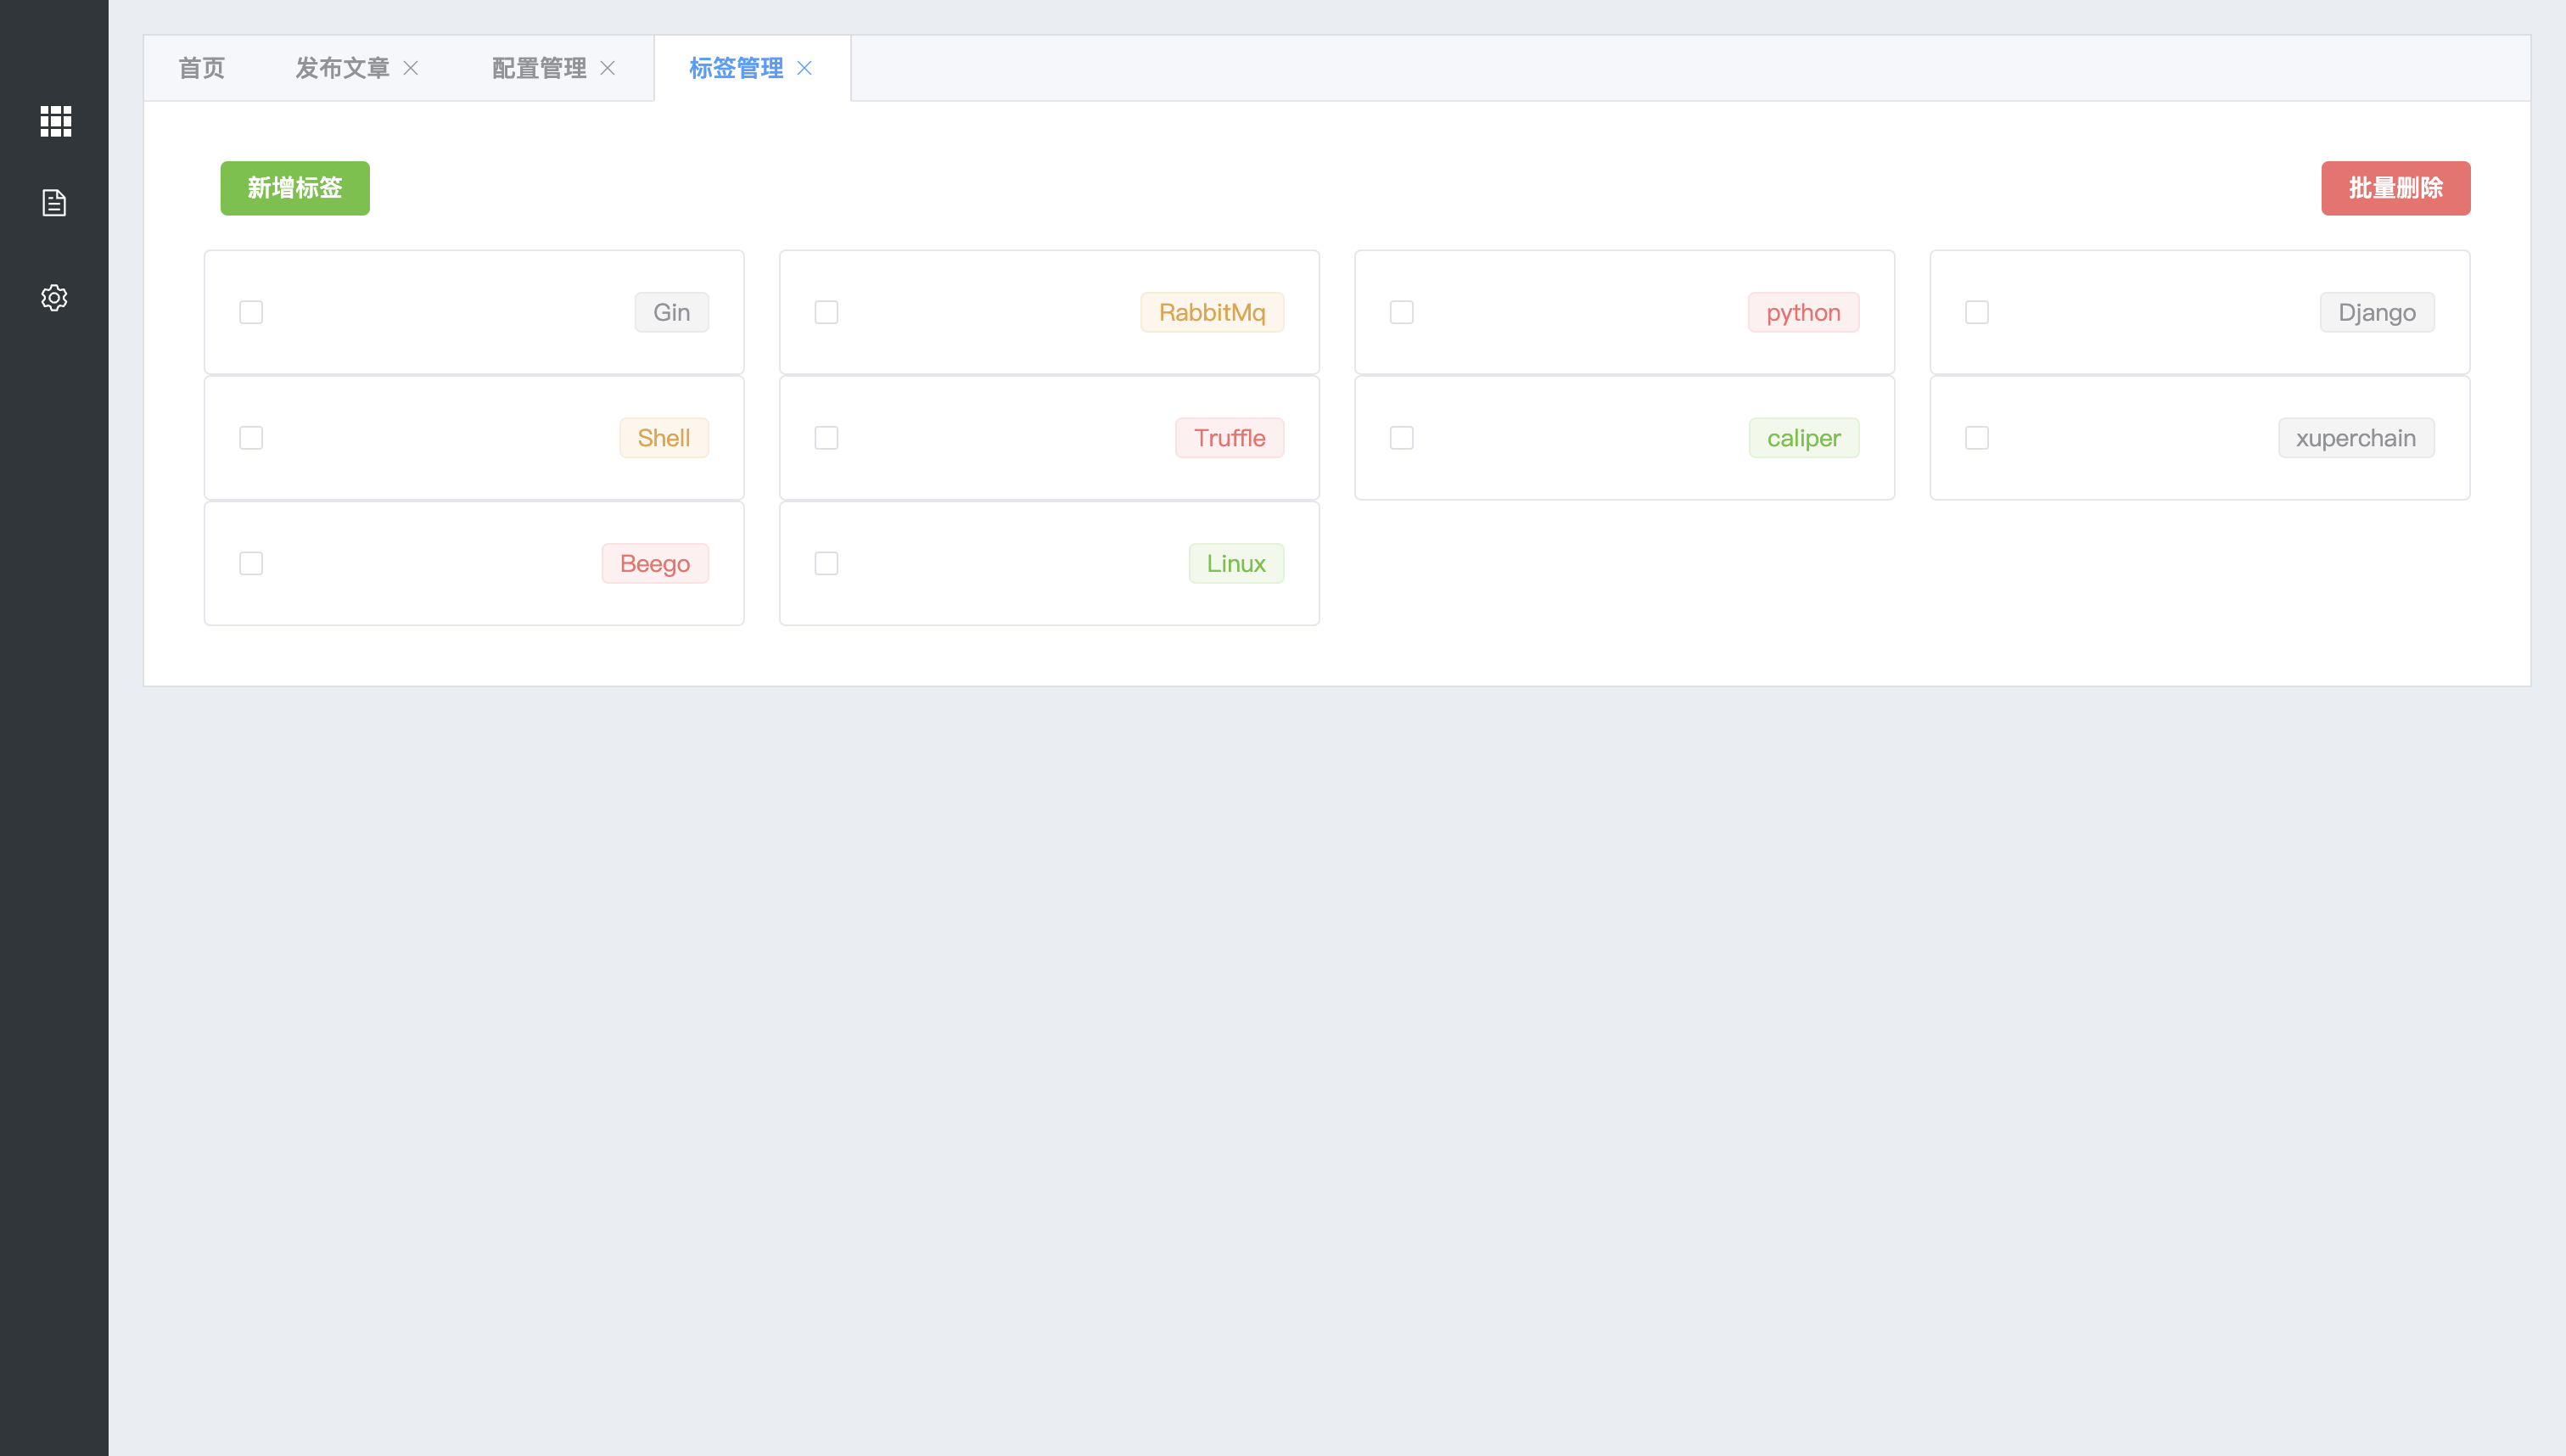 首页 发布文章 配置管理 标签管理
新增标签 批量删除
Gin RabbitMq python Django
Shell Truffle caliper xuperchain
Beego Linux